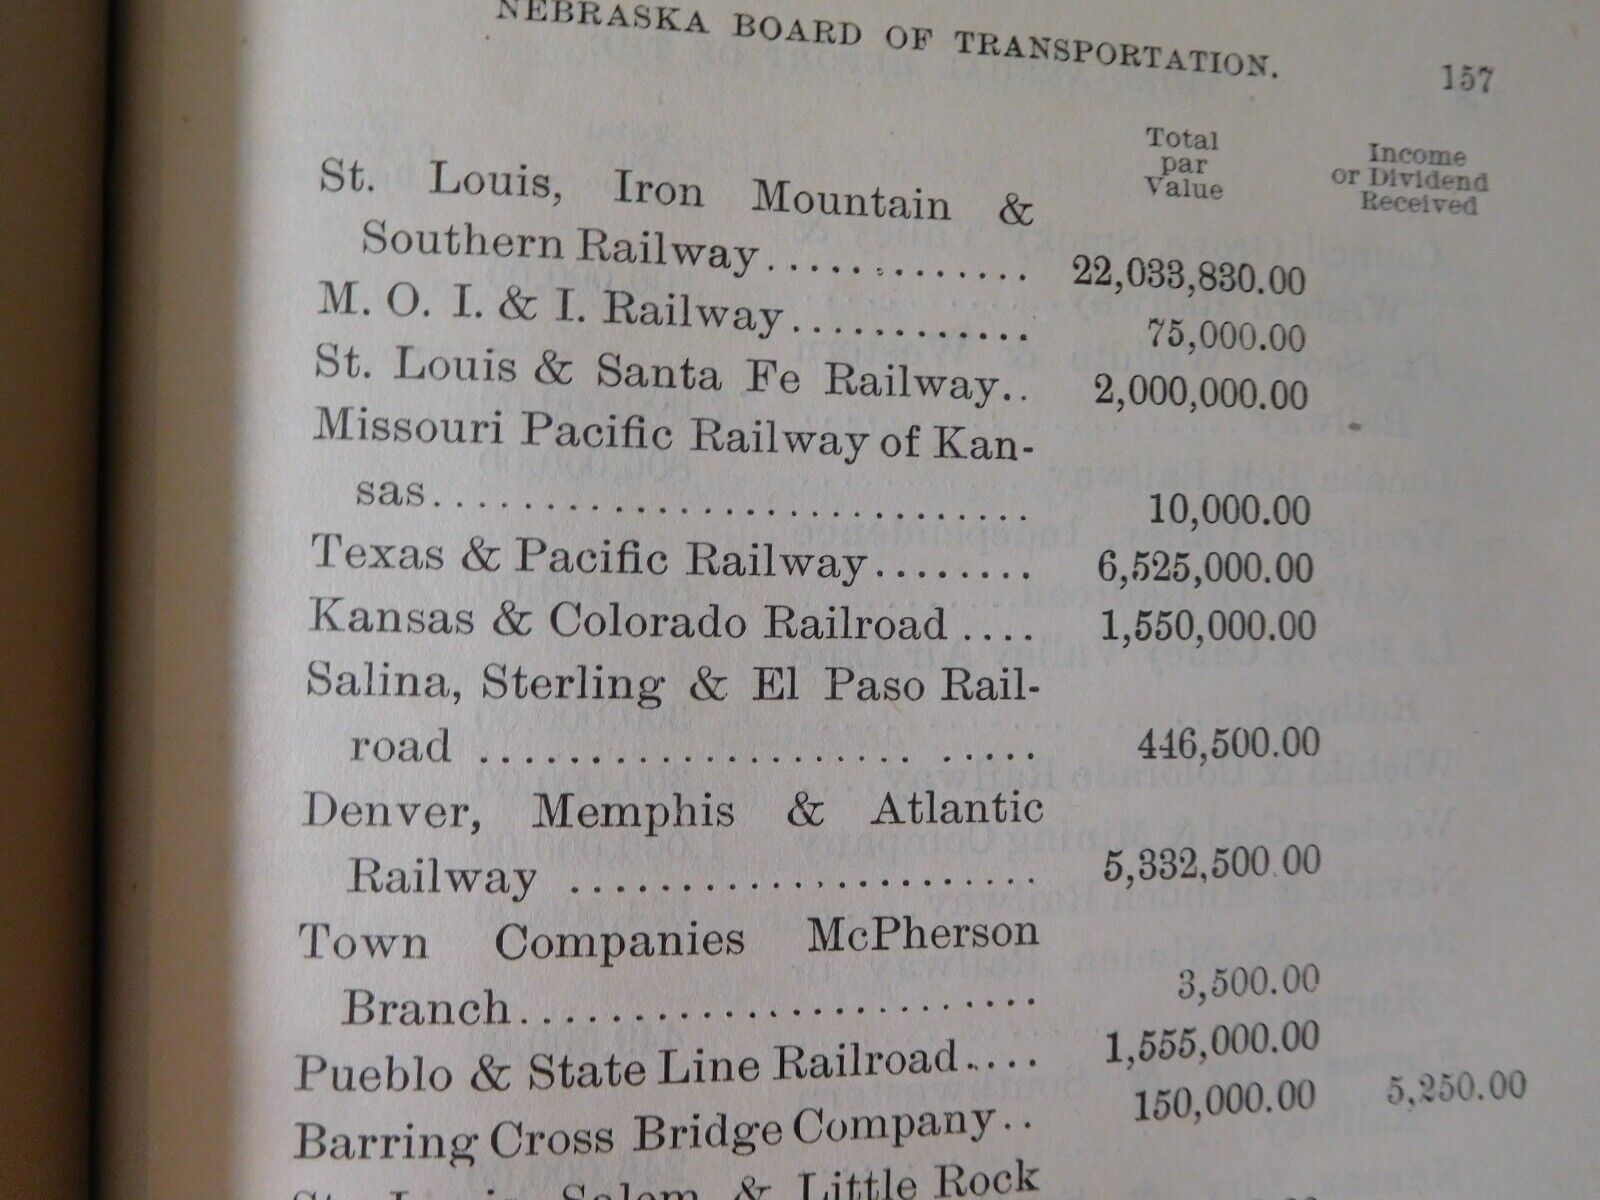 NEBRASKA BOARD OF TRANSPORTATION. 157
Total par Value
Income or Dividend Received
St. Louis, Iron Mountain &
Southern Railway............. 22,033,830.00
M. O. I. & I. Railway............ 75,000.00
St. Louis & Santa Fe Railway.. 2,000,000.00
Missouri Pacific Railway of Kan-
sas.............................. 10,000.00
Texas & Pacific Railway........ 6,525,000.00
Kansas & Colorado Railroad .... 1,550,000.00
Salina, Sterling & El Paso Rail-
road ........................... 446,500.00
Denver, Memphis & Atlantic
Railway ........................ 5,332,500.00
Town Companies McPherson
Branch......................... 3,500.00
Pueblo & State Line Railroad.... 1,555,000.00
Barring Cross Bridge Company.. 150,000.00 5,250.00
St. Louis, Salem & Little Rock